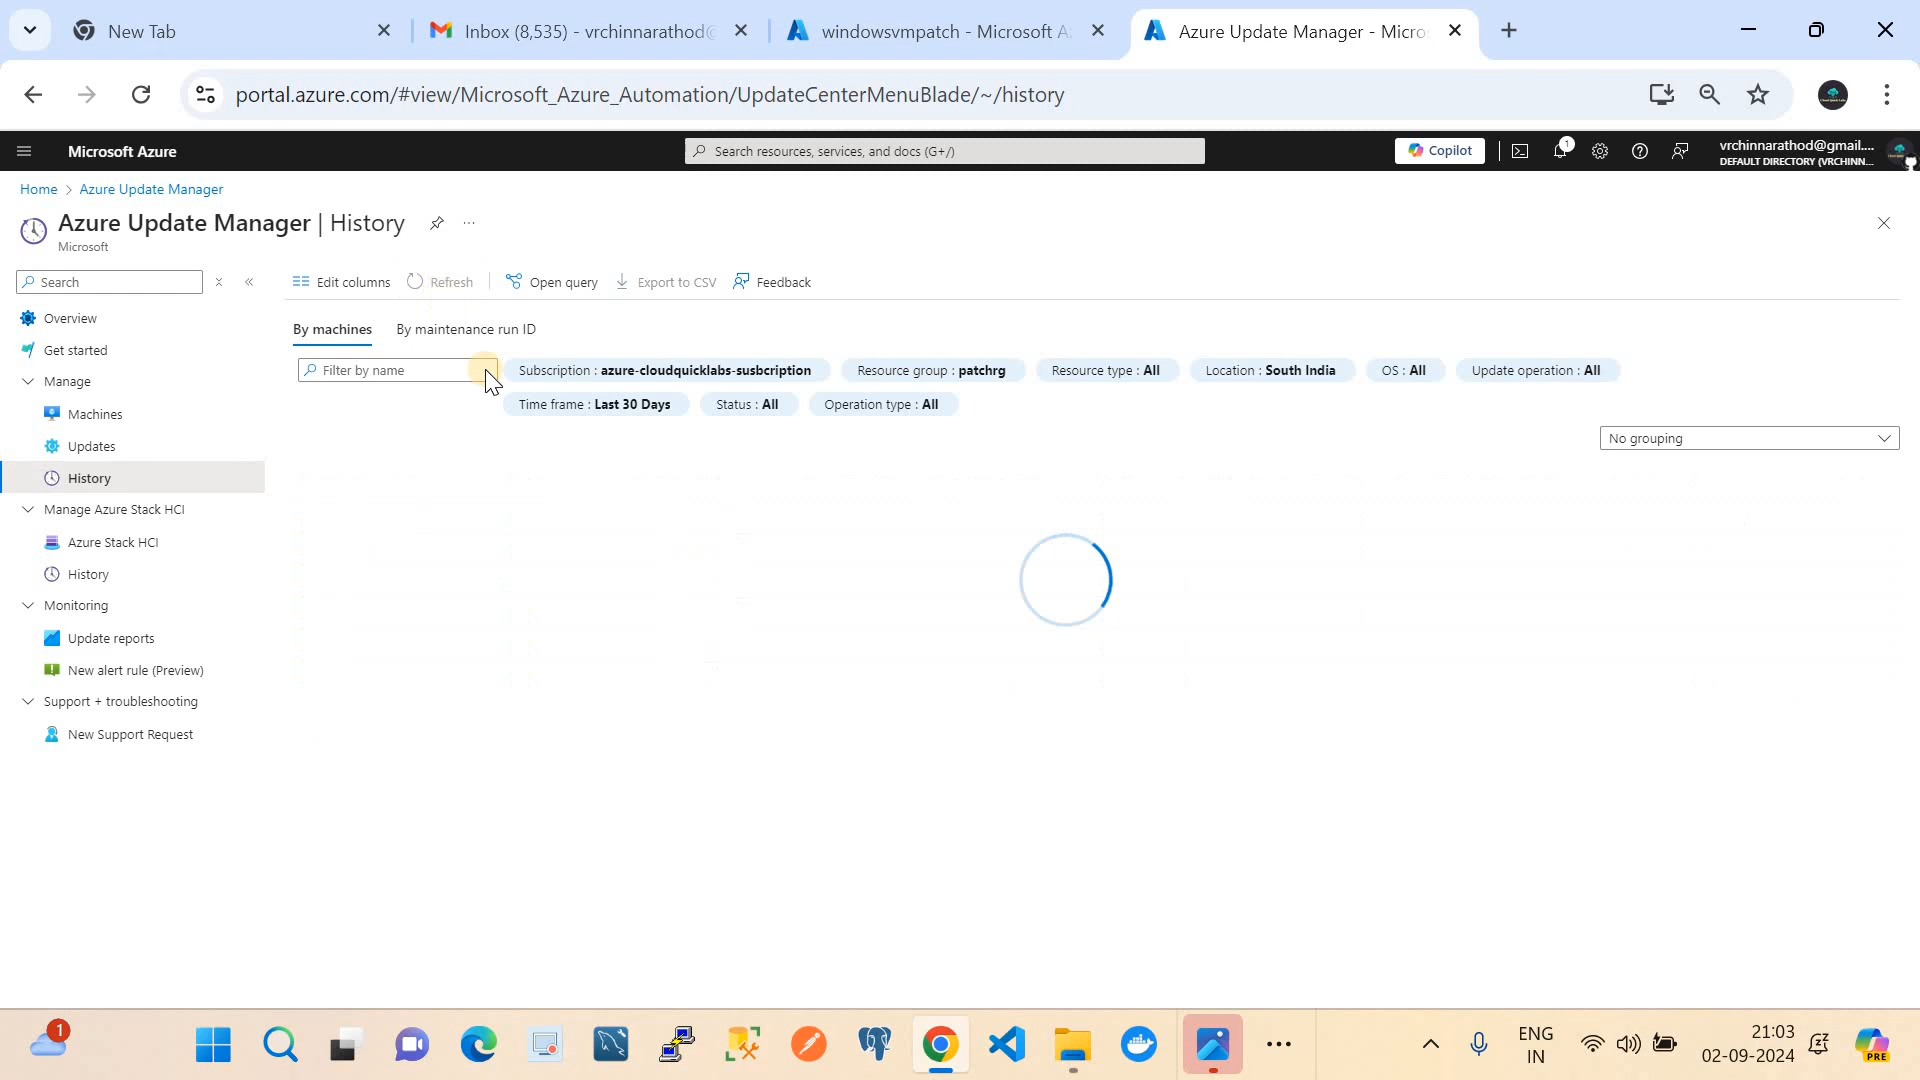 New Tab
Inbox (8,535) - vrchinnarathod@
windowsvmpatch - Microsoft A
Azure Update Manager - Micro
portal.azure.com/#view/Microsoft_Azure_Automation/UpdateCenterMenuBlade/~/history
Microsoft Azure
Search resources, services, and docs (G+/)
Copilot
1
vrchinnarathod@gmail....
DEFAULT DIRECTORY (VRCHINN...
Home > Azure Update Manager
Azure Update Manager | History
Microsoft
Search
Edit columns
Refresh
Open query
Export to CSV
Feedback
Overview
Get started
Manage
Machines
Updates
History
Manage Azure Stack HCI
Azure Stack HCI
History
Monitoring
Update reports
New alert rule (Preview)
Support + troubleshooting
New Support Request
By machines
By maintenance run ID
Filter by name
Subscription : azure-cloudquicklabs-susbcription
Resource group : patchrg
Resource type : All
Location : South India
OS : All
Update operation : All
Time frame : Last 30 Days
Status : All
Operation type : All
No grouping
1
ENG
IN
21:03
02-09-2024
PRE